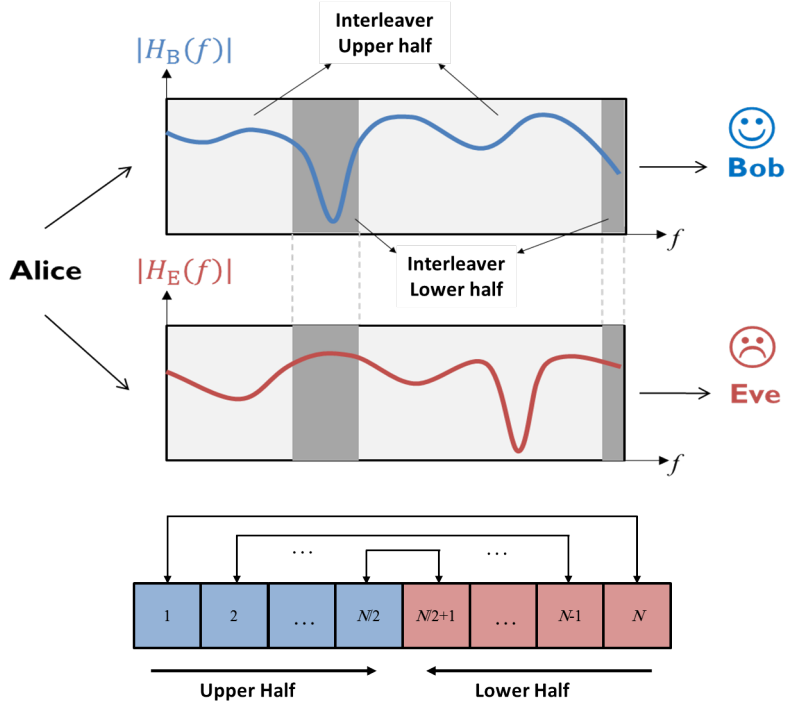 Interleaver
Upper half
|H_B(f)|
f
Bob
Alice
Interleaver
Lower half
|H_E(f)|
f
Eve
... ...
1 2 ... N/2 N/2+1 ... N-1 N
Upper Half Lower Half